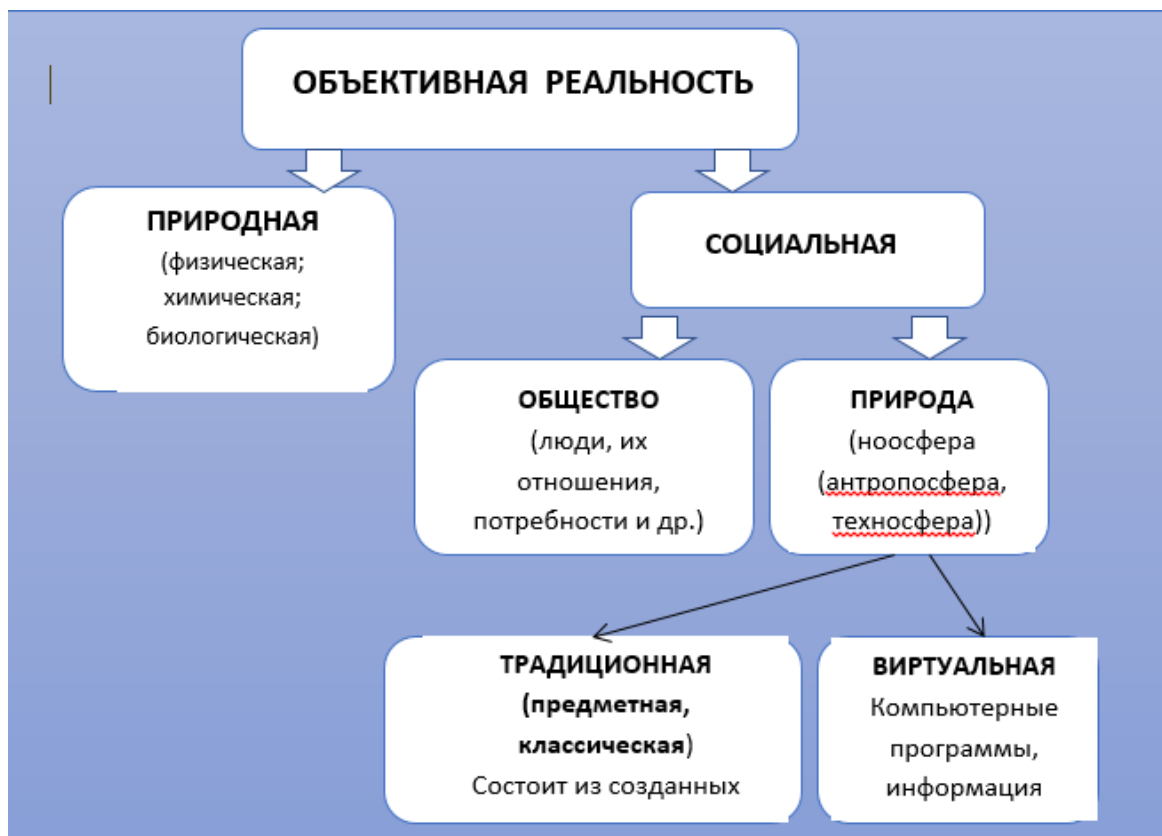 ОБЪЕКТИВНАЯ РЕАЛЬНОСТЬ
ПРИРОДНАЯ
(физическая;
химическая;
биологическая)
СОЦИАЛЬНАЯ
ОБЩЕСТВО
(люди, их
отношения,
потребности и др.)
ПРИРОДА
(ноосфера
(антропосфера,
техносфера))
ТРАДИЦИОННАЯ
(предметная,
классическая)
Состоит из созданных
ВИРТУАЛЬНАЯ
Компьютерные
программы,
информация